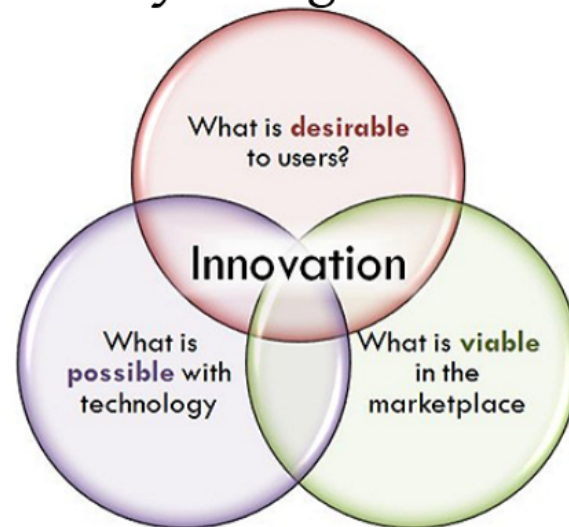 What is desirable
to users?
Innovation
What is
possible with
technology
What is viable
in the
marketplace